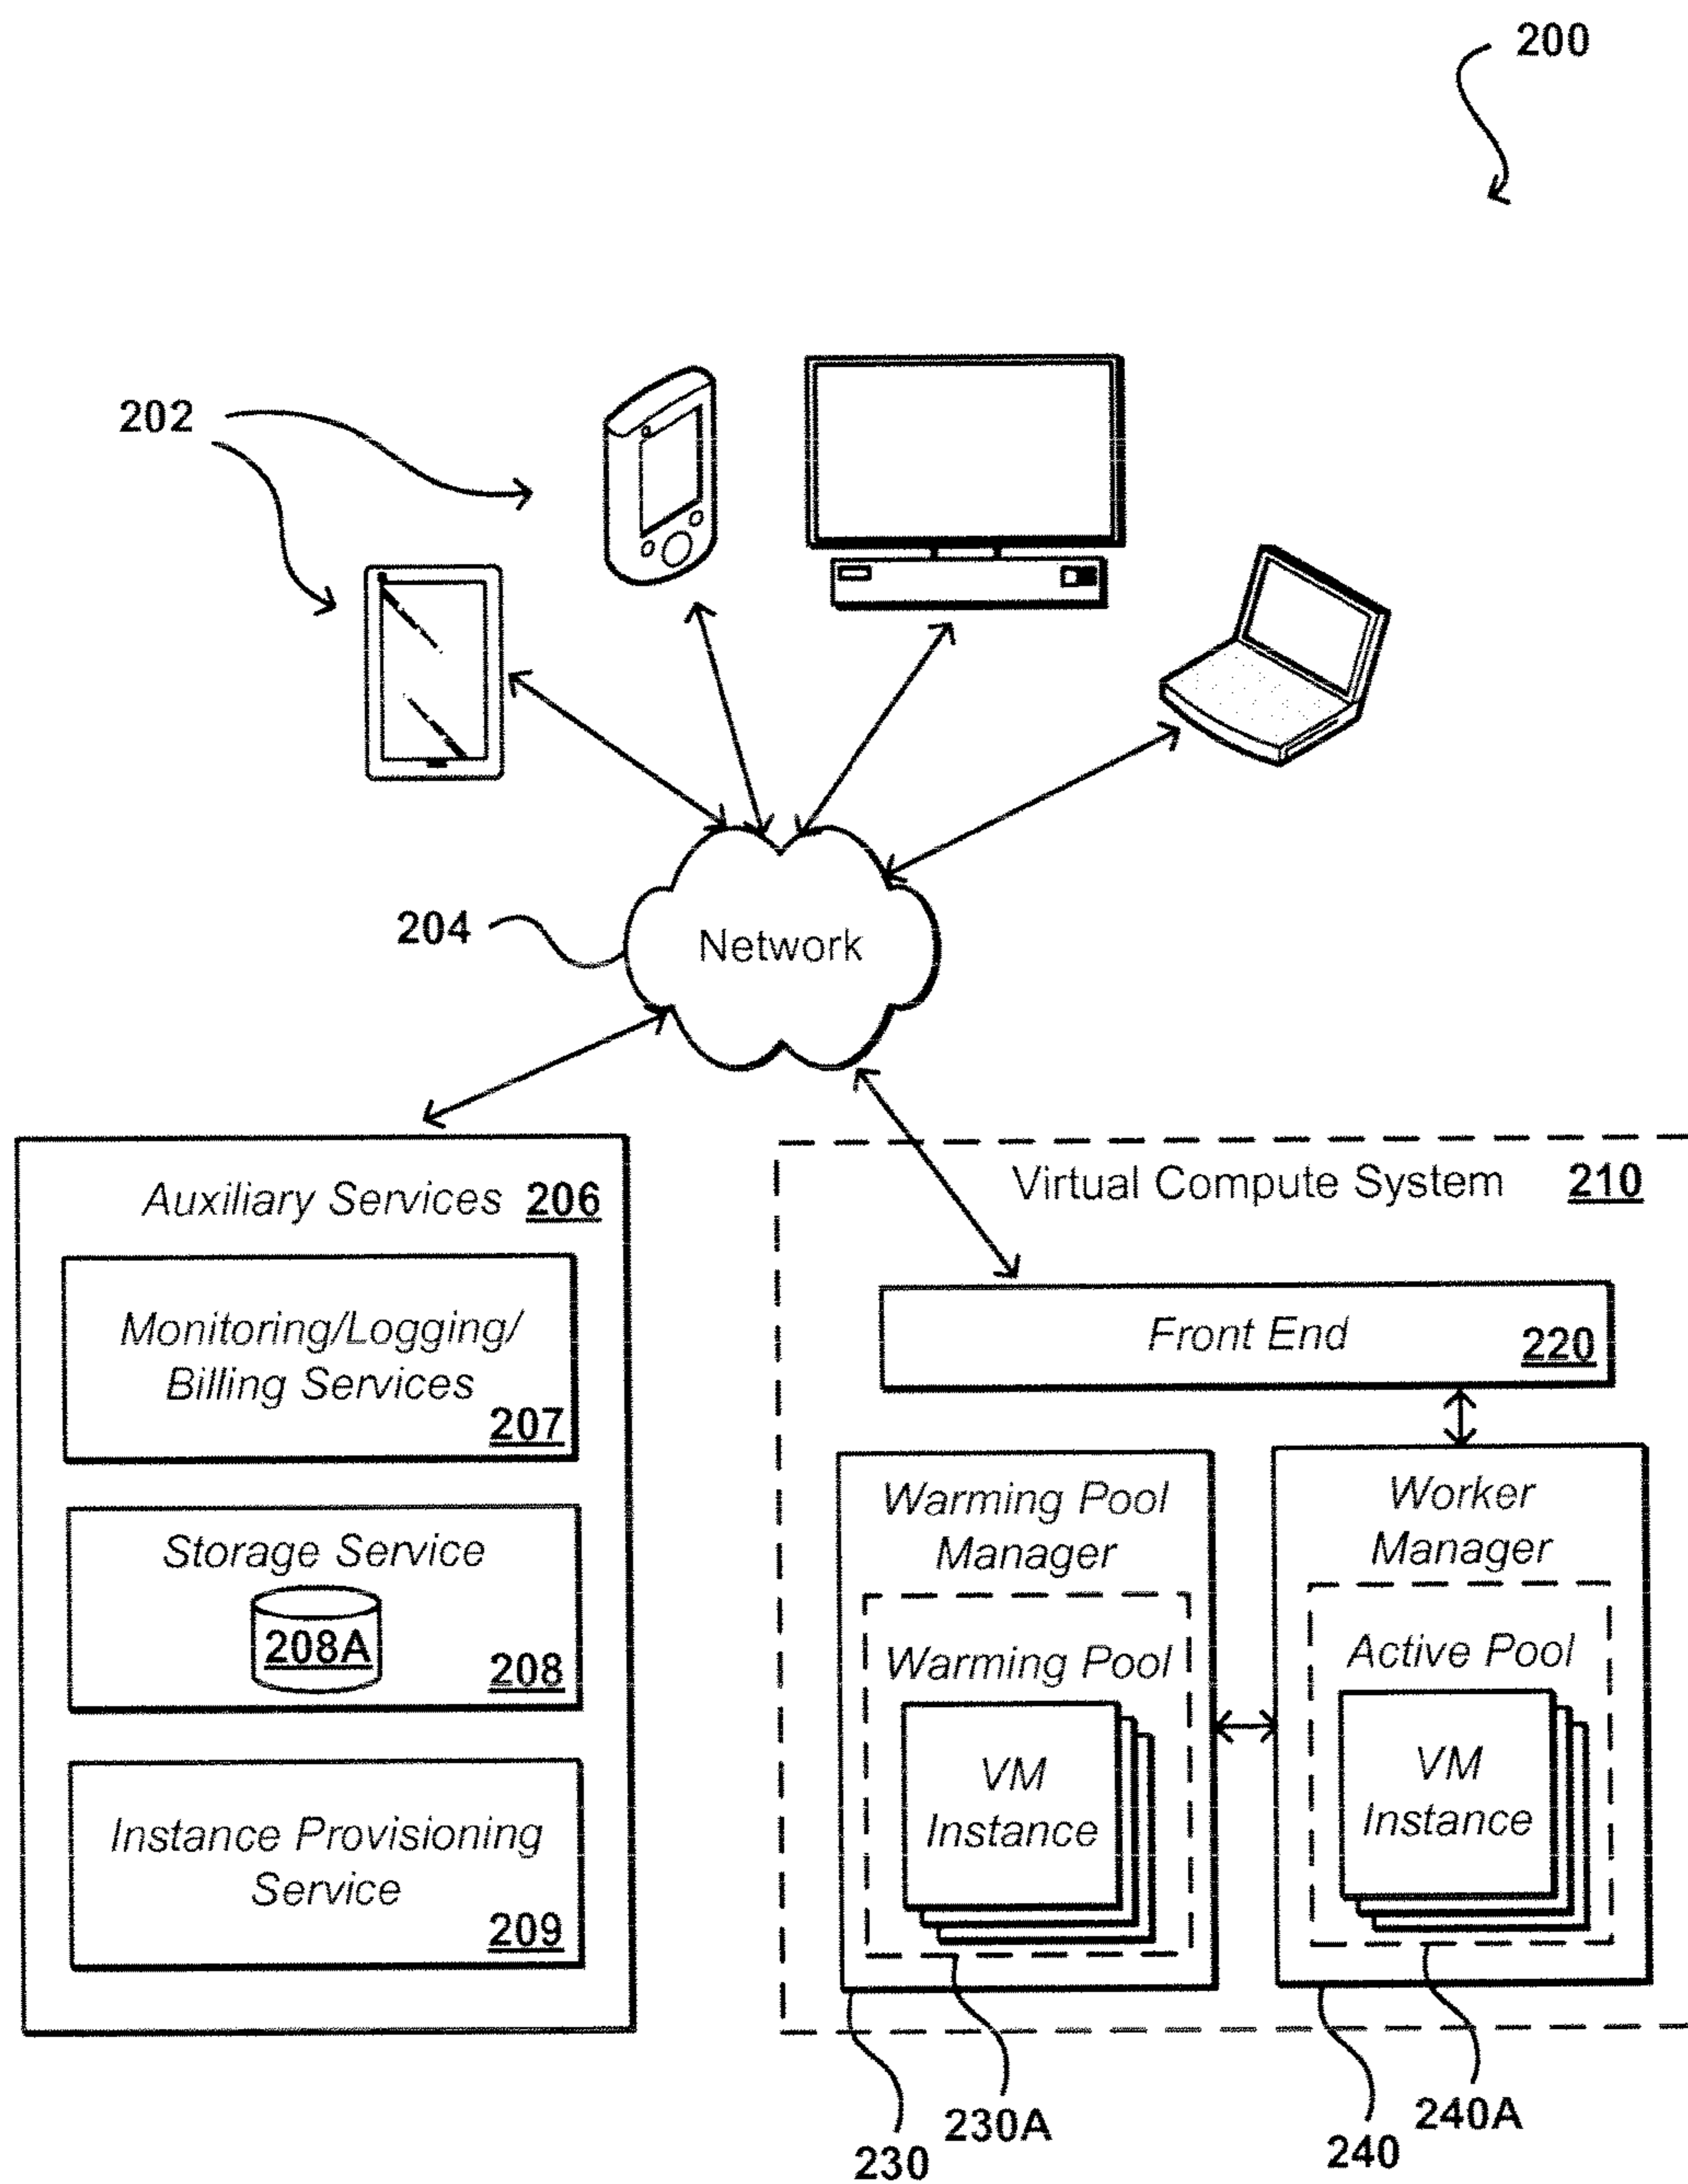 200
202
204
Network
Auxiliary Services 206
Monitoring/Logging/
Billing Services
207
Storage Service
208A
208
Instance Provisioning
Service
209
Virtual Compute System 210
Front End
220
Warming Pool
Manager
Warming Pool
VM
Instance
Worker
Manager
Active Pool
VM
Instance
230
230A
240
240A